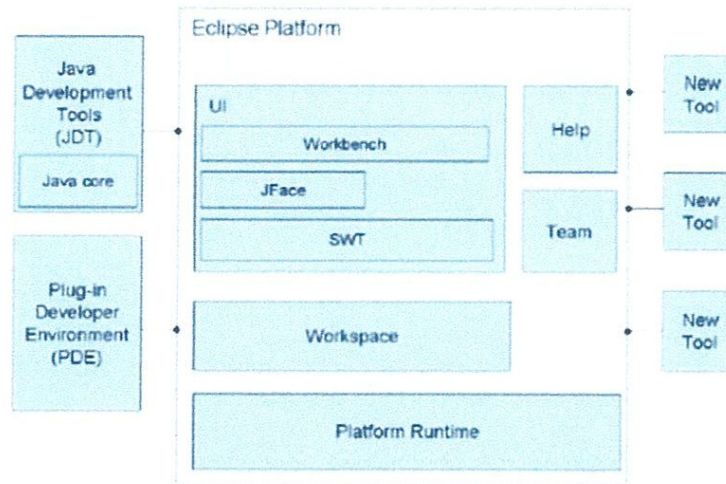 Eclipse Platform
Java
Development
Tools
(JDT)
Java core
Plug-in
Developer
Environment
(PDE)
UI
Workbench
JFace
SWT
Help
Team
Workspace
Platform Runtime
New
Tool
New
Tool
New
Tool